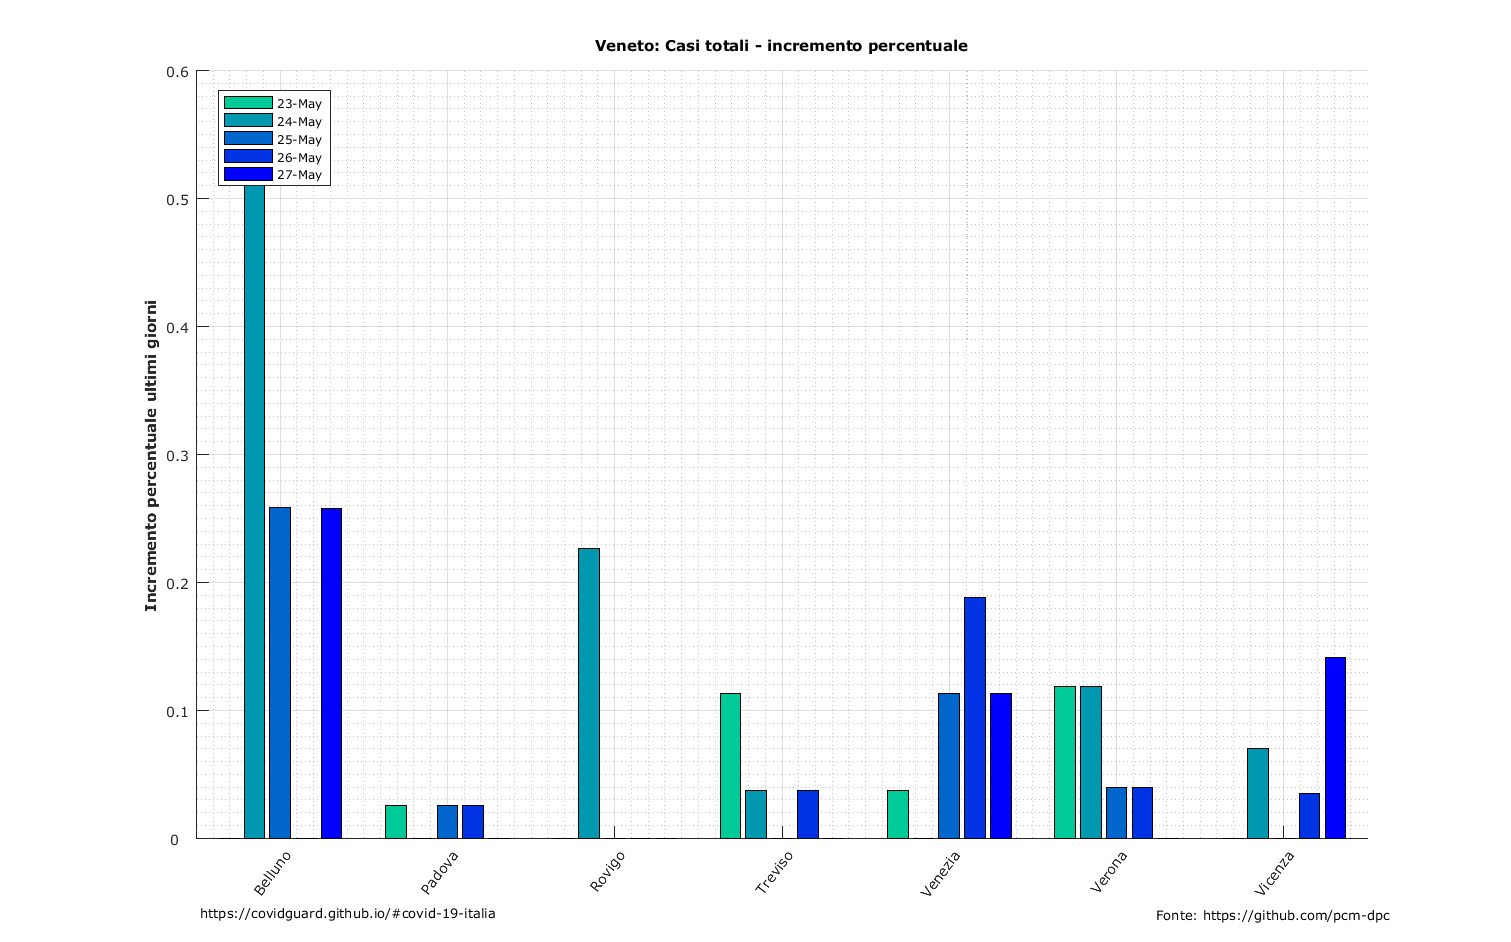 Veneto: Casi totali - incremento percentuale
0.6
0.5
0.4
0.3
0.2
0.1
0
Incremento percentuale ultimi giorni
23-May
24-May
25-May
26-May
27-May
Belluno
Padova
Rovigo
Treviso
Venezia
Verona
Vicenza
https://covidguard.github.io/#covid-19-italia
Fonte: https://github.com/pcm-dpc